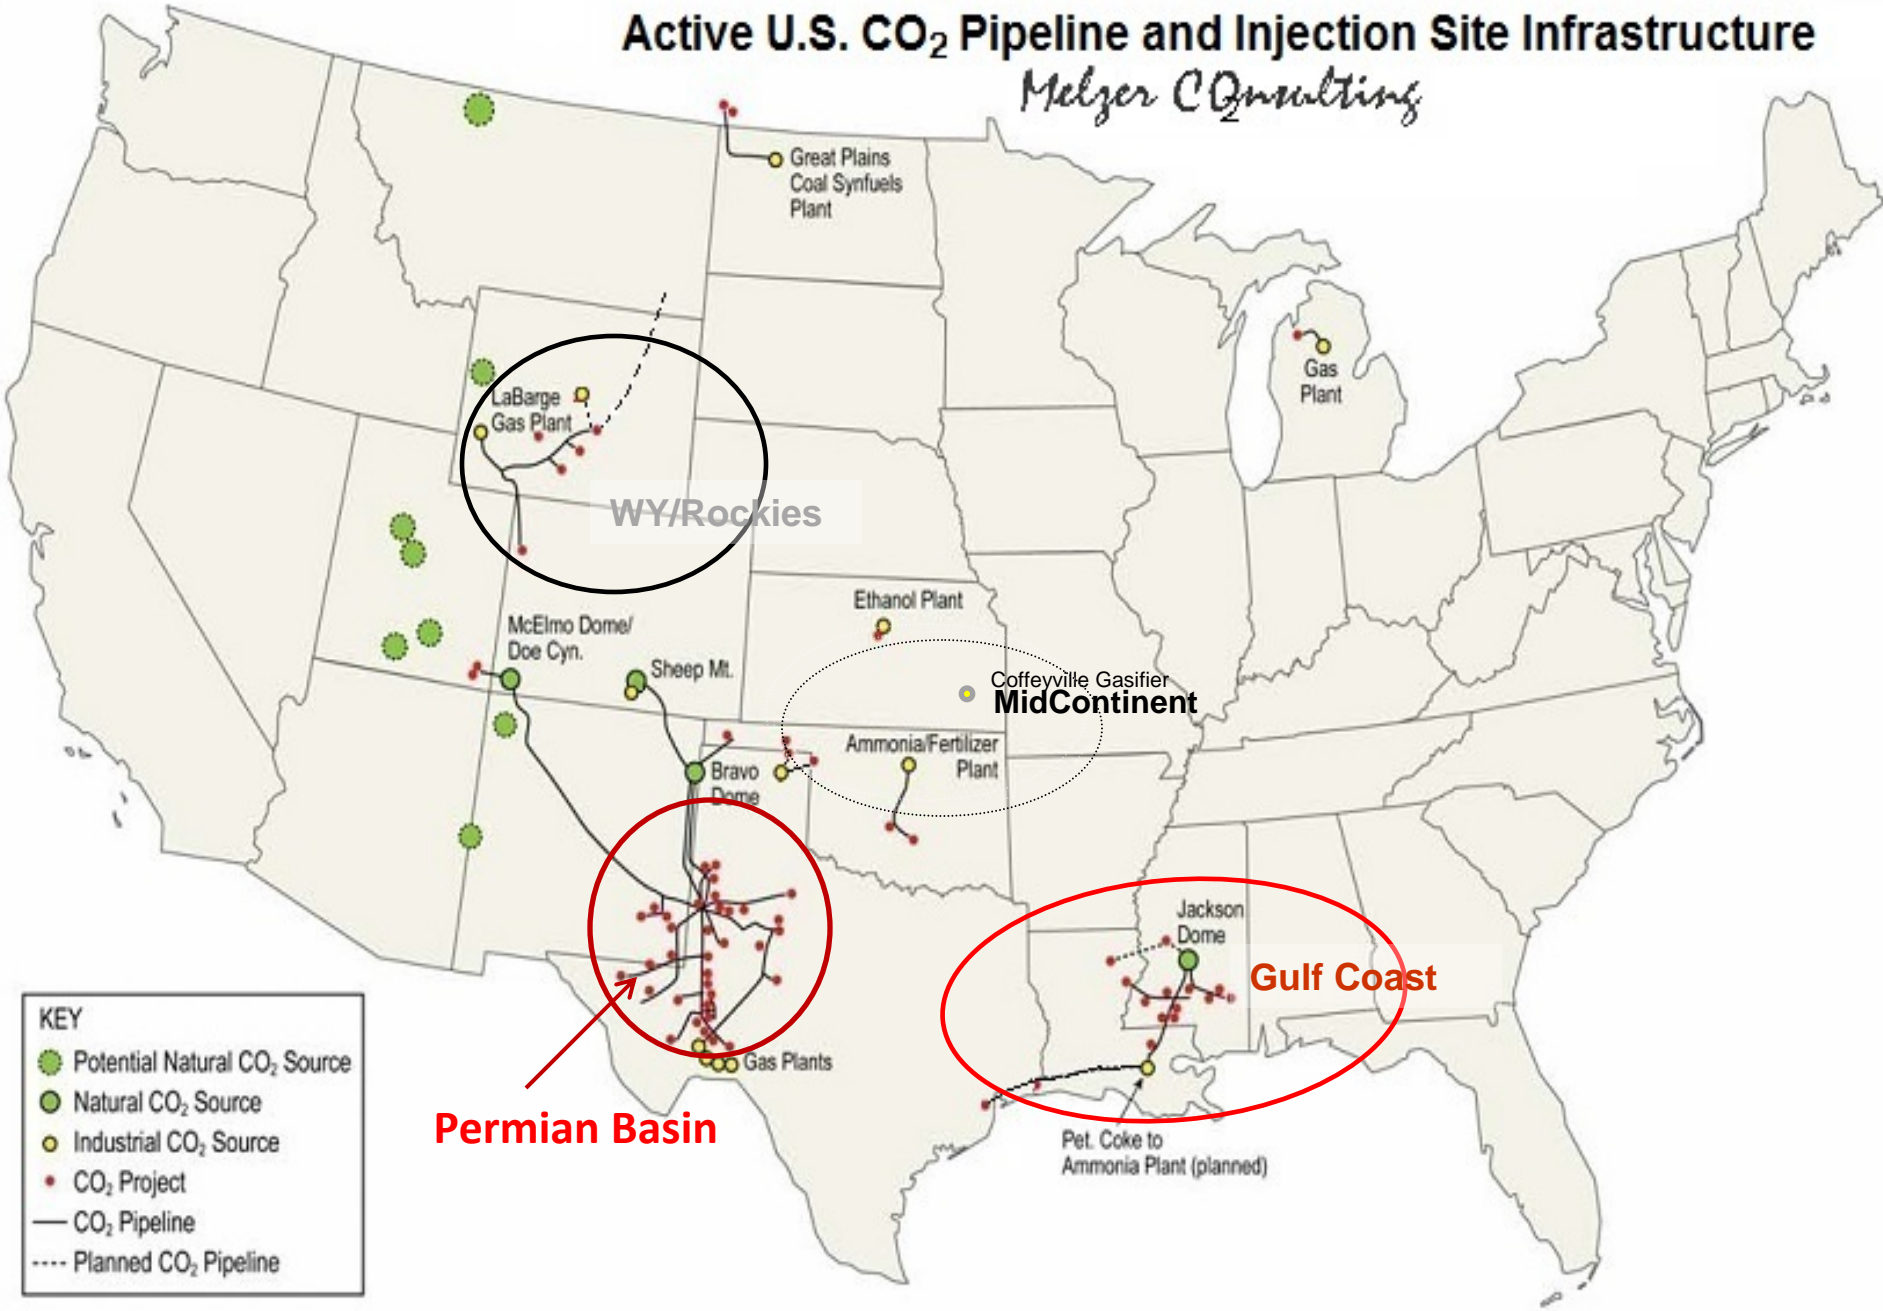 Active U.S. CO₂ Pipeline and Injection Site Infrastructure
Melzer CO₂nsulting
Great Plains
Coal Synfuels
Plant
Gas
Plant
LaBarge
Gas Plant
WY/Rockies
Ethanol Plant
McElmo Dome/
Doe Cyn.
Sheep Mt.
Coffeyville Gasifier
MidContinent
Ammonia/Fertilizer
Plant
Bravo
Dome
Jackson
Dome
Gulf Coast
Gas Plants
Permian Basin
Pet. Coke to
Ammonia Plant (planned)
KEY
Potential Natural CO₂ Source
Natural CO₂ Source
Industrial CO₂ Source
CO₂ Project
CO₂ Pipeline
Planned CO₂ Pipeline